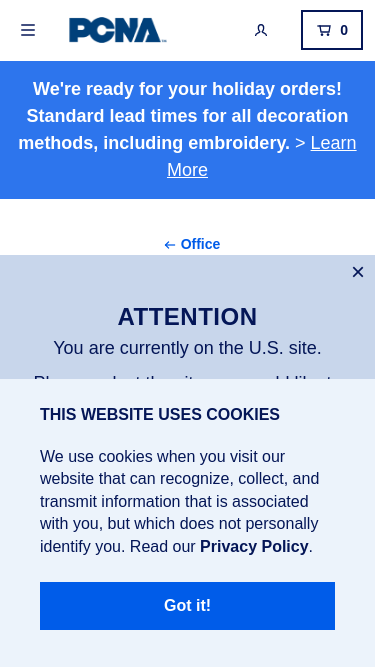 PCNA
0
We're ready for your holiday orders!
Standard lead times for all decoration
methods, including embroidery. > Learn
More
← Office
×
ATTENTION
You are currently on the U.S. site.
THIS WEBSITE USES COOKIES
We use cookies when you visit our
website that can recognize, collect, and
transmit information that is associated
with you, but which does not personally
identify you. Read our Privacy Policy.
Got it!